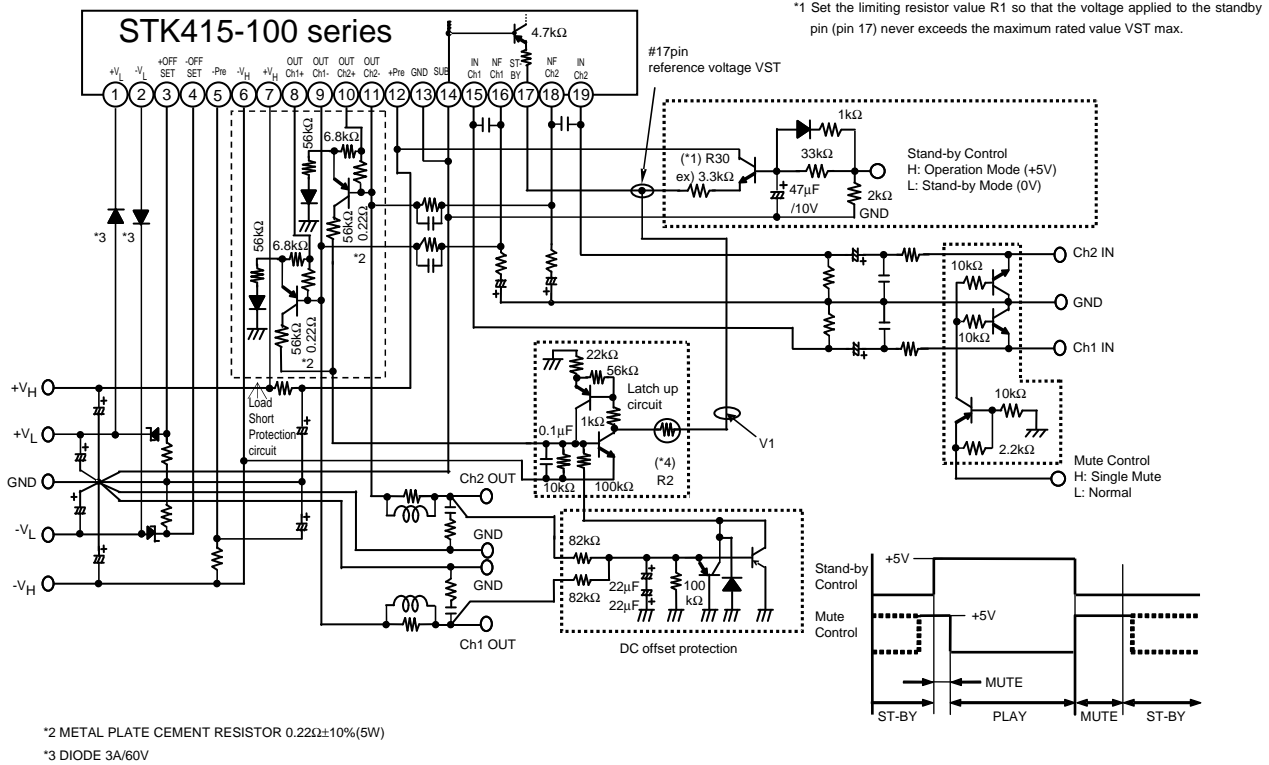 *1 Set the limiting resistor value R1 so that the voltage applied to the standby
pin (pin 17) never exceeds the maximum rated value VST max.
STK415-100 series
4.7kΩ
#17pin
reference voltage VST
+VL
-VL
+OFF SET
-OFF SET
-Pre
-VH
+VH
OUT Ch1+
OUT Ch1-
OUT Ch2+
OUT Ch2-
+Pre
GND
SUB
IN Ch1
NF Ch1
ST-BY
NF Ch2
IN Ch2
1 2 3 4 5 6 7 8 9 10 11 12 13 14 15 16 17 18 19
56kΩ
6.8kΩ
56kΩ
0.22Ω
*2
56kΩ
6.8kΩ
56kΩ
0.22Ω
*2
*3
*3
(*1) R30
ex) 3.3kΩ
1kΩ
33kΩ
47μF
/10V
2kΩ
GND
Stand-by Control
H: Operation Mode (+5V)
L: Stand-by Mode (0V)
Ch2 IN
10kΩ
GND
10kΩ
Ch1 IN
10kΩ
2.2kΩ
Mute Control
H: Single Mute
L: Normal
+VH
+VL
GND
-VL
-VH
Load
Short
Protection
circuit
22kΩ
56kΩ
Latch up
circuit
1kΩ
0.1μF
10kΩ
100kΩ
(*4)
R2
V1
Ch2 OUT
GND
GND
Ch1 OUT
82kΩ
82kΩ
22μF
22μF
100
kΩ
DC offset protection
Stand-by
Control
+5V
Mute
Control
+5V
MUTE
ST-BY
PLAY
MUTE
ST-BY
*2 METAL PLATE CEMENT RESISTOR 0.22Ω±10%(5W)
*3 DIODE 3A/60V